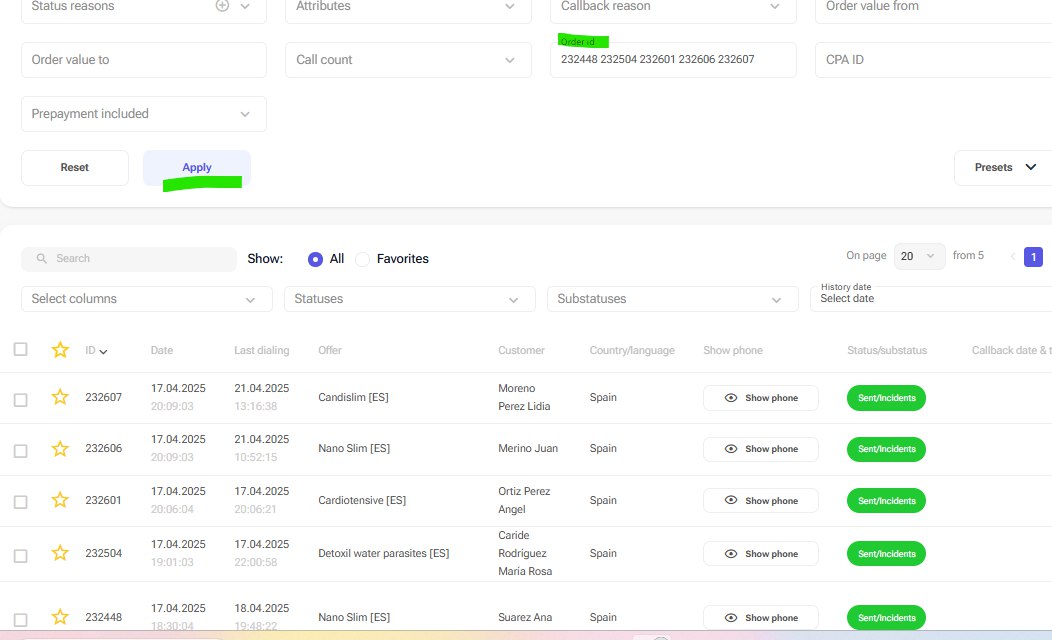 Status reasons
Attributes
Callback reason
Order value from
Order value to
Call count
Order id
232448 232504 232601 232606 232607
CPA ID
Prepayment included
Reset
Apply
Presets
Search
Show:
All
Favorites
On page
20
from 5
1
Select columns
Statuses
Substatuses
History date
Select date
ID
Date
Last dialing
Offer
Customer
Country/language
Show phone
Status/substatus
Callback date & t
232607
17.04.2025
20:09:03
21.04.2025
13:16:38
Candislim [ES]
Moreno
Perez Lidia
Spain
Show phone
Sent/Incidents
232606
17.04.2025
20:09:03
21.04.2025
10:52:15
Nano Slim [ES]
Merino Juan
Spain
Show phone
Sent/Incidents
232601
17.04.2025
20:06:04
17.04.2025
20:06:21
Cardiotensive [ES]
Ortiz Perez
Angel
Spain
Show phone
Sent/Incidents
232504
17.04.2025
19:01:03
17.04.2025
22:00:58
Detoxil water parasites [ES]
Caride
Rodriguez
Maria Rosa
Spain
Show phone
Sent/Incidents
232448
17.04.2025
18:30:04
18.04.2025
19:48:22
Nano Slim [ES]
Suarez Ana
Spain
Show phone
Sent/Incidents